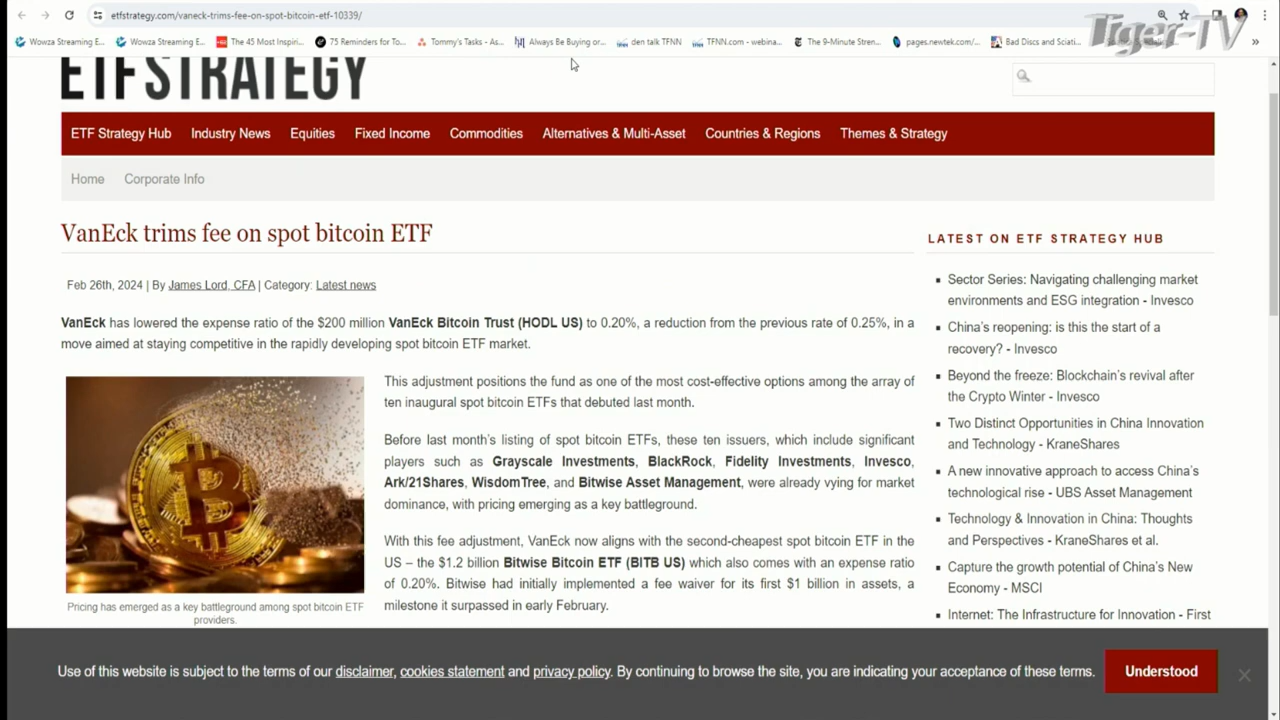 etfstrategy.com/vaneck-trims-fee-on-spot-bitcoin-etf-10339/
Tiger-TV
Wowza Streaming E... Wowza Streaming E... The 45 Most Inspiri... 75 Reminders for To... Tommy's Tasks - As... Always Be Buying or... den talk TFNN TFNN.com - webina... The 9-Minute Stren... pages.newtek.com/... Bad Discs and Sciati...
ETFSTRATEGY
ETF Strategy Hub Industry News Equities Fixed Income Commodities Alternatives & Multi-Asset Countries & Regions Themes & Strategy
Home Corporate Info
VanEck trims fee on spot bitcoin ETF
Feb 26th, 2024 | By James Lord, CFA | Category: Latest news
VanEck has lowered the expense ratio of the $200 million VanEck Bitcoin Trust (HODL US) to 0.20%, a reduction from the previous rate of 0.25%, in a
move aimed at staying competitive in the rapidly developing spot bitcoin ETF market.
This adjustment positions the fund as one of the most cost-effective options among the array of
ten inaugural spot bitcoin ETFs that debuted last month.
Before last month's listing of spot bitcoin ETFs, these ten issuers, which include significant
players such as Grayscale Investments, BlackRock, Fidelity Investments, Invesco,
Ark/21Shares, WisdomTree, and Bitwise Asset Management, were already vying for market
dominance, with pricing emerging as a key battleground.
With this fee adjustment, VanEck now aligns with the second-cheapest spot bitcoin ETF in the
US – the $1.2 billion Bitwise Bitcoin ETF (BITB US) which also comes with an expense ratio
of 0.20%. Bitwise had initially implemented a fee waiver for its first $1 billion in assets, a
milestone it surpassed in early February.
Pricing has emerged as a key battleground among spot bitcoin ETF
providers.
LATEST ON ETF STRATEGY HUB
Sector Series: Navigating challenging market
environments and ESG integration - Invesco
China's reopening: is this the start of a
recovery? - Invesco
Beyond the freeze: Blockchain's revival after
the Crypto Winter - Invesco
Two Distinct Opportunities in China Innovation
and Technology - KraneShares
A new innovative approach to access China's
technological rise - UBS Asset Management
Technology & Innovation in China: Thoughts
and Perspectives - KraneShares et al.
Capture the growth potential of China's New
Economy - MSCI
Internet: The Infrastructure for Innovation - First
Use of this website is subject to the terms of our disclaimer, cookies statement and privacy policy. By continuing to browse the site, you are indicating your acceptance of these terms. Understood